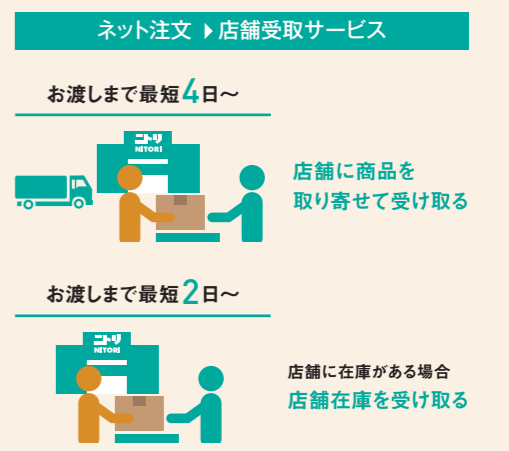 ネット注文 ▶ 店舗受取サービス
お渡しまで最短4日〜
ニトリ
NITORI
店舗に商品を
取り寄せて受け取る
お渡しまで最短2日〜
ニトリ
NITORI
店舗に在庫がある場合
店舗在庫を受け取る